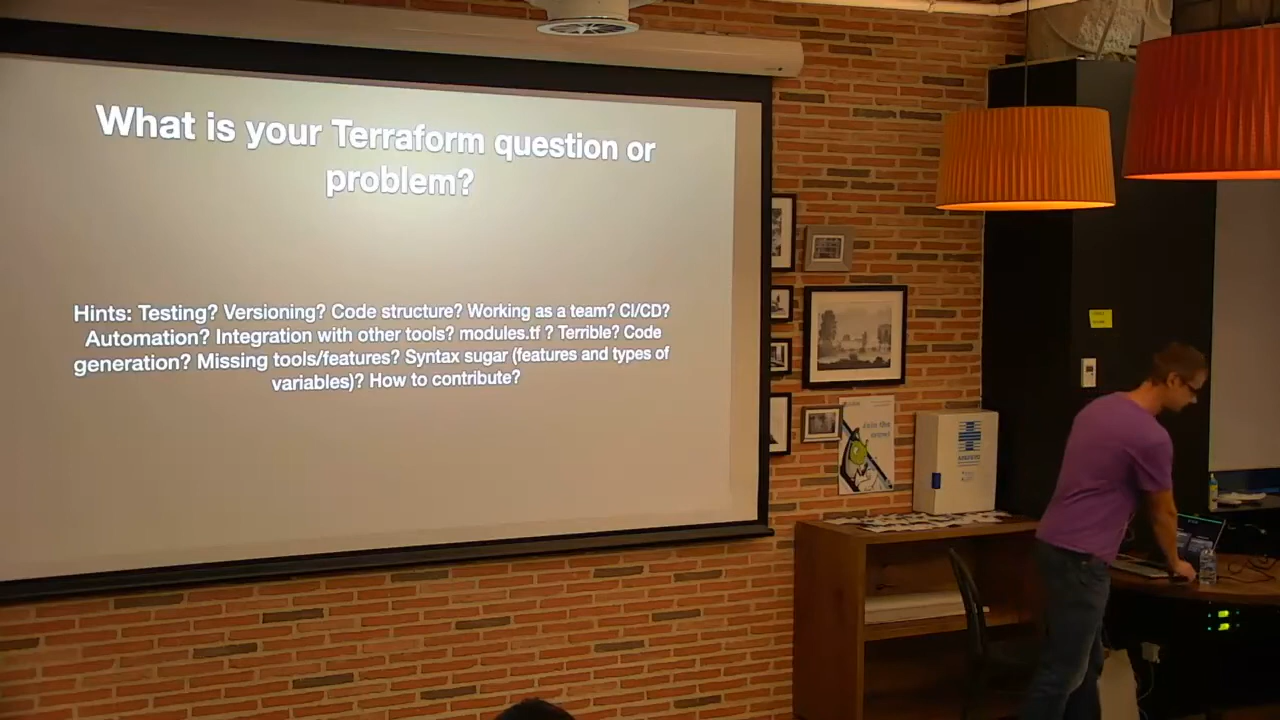 What is your Terraform question or
problem?
Hints: Testing? Versioning? Code structure? Working as a team? CI/CD?
Automation? Integration with other tools? modules.tf ? Terrible? Code
generation? Missing tools/features? Syntax sugar (features and types of
variables)? How to contribute?